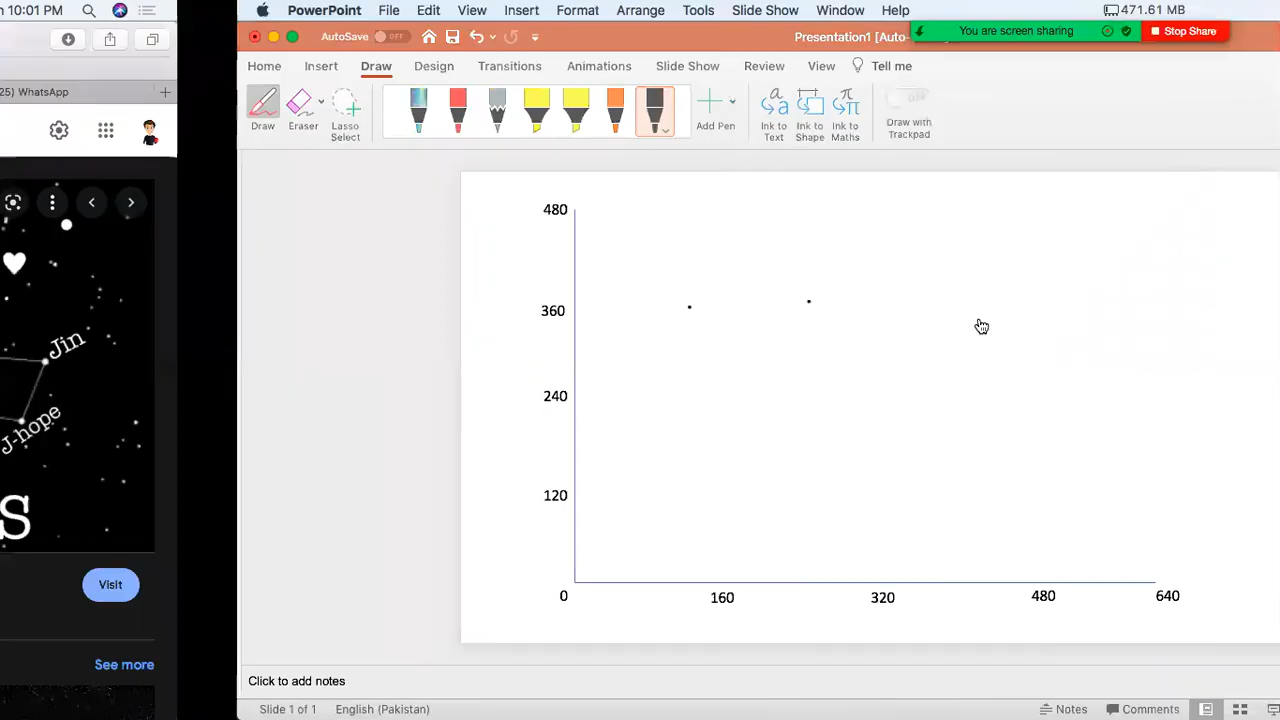 n 10:01 PM
PowerPoint File Edit View Insert Format Arrange Tools Slide Show Window Help
471.61 MB
AutoSave OFF
Presentation1 [Auto-
You are screen sharing
Stop Share
25) WhatsApp
Home Insert Draw Design Transitions Animations Slide Show Review View Tell me
Draw
Eraser
Lasso
Select
Add Pen
Ink to
Text
Ink to
Shape
Ink to
Maths
OFF
Draw with
Trackpad
Jin
J-hope
S
Visit
See more
480
360
240
120
0 160 320 480 640
Click to add notes
Slide 1 of 1 English (Pakistan) Notes Comments